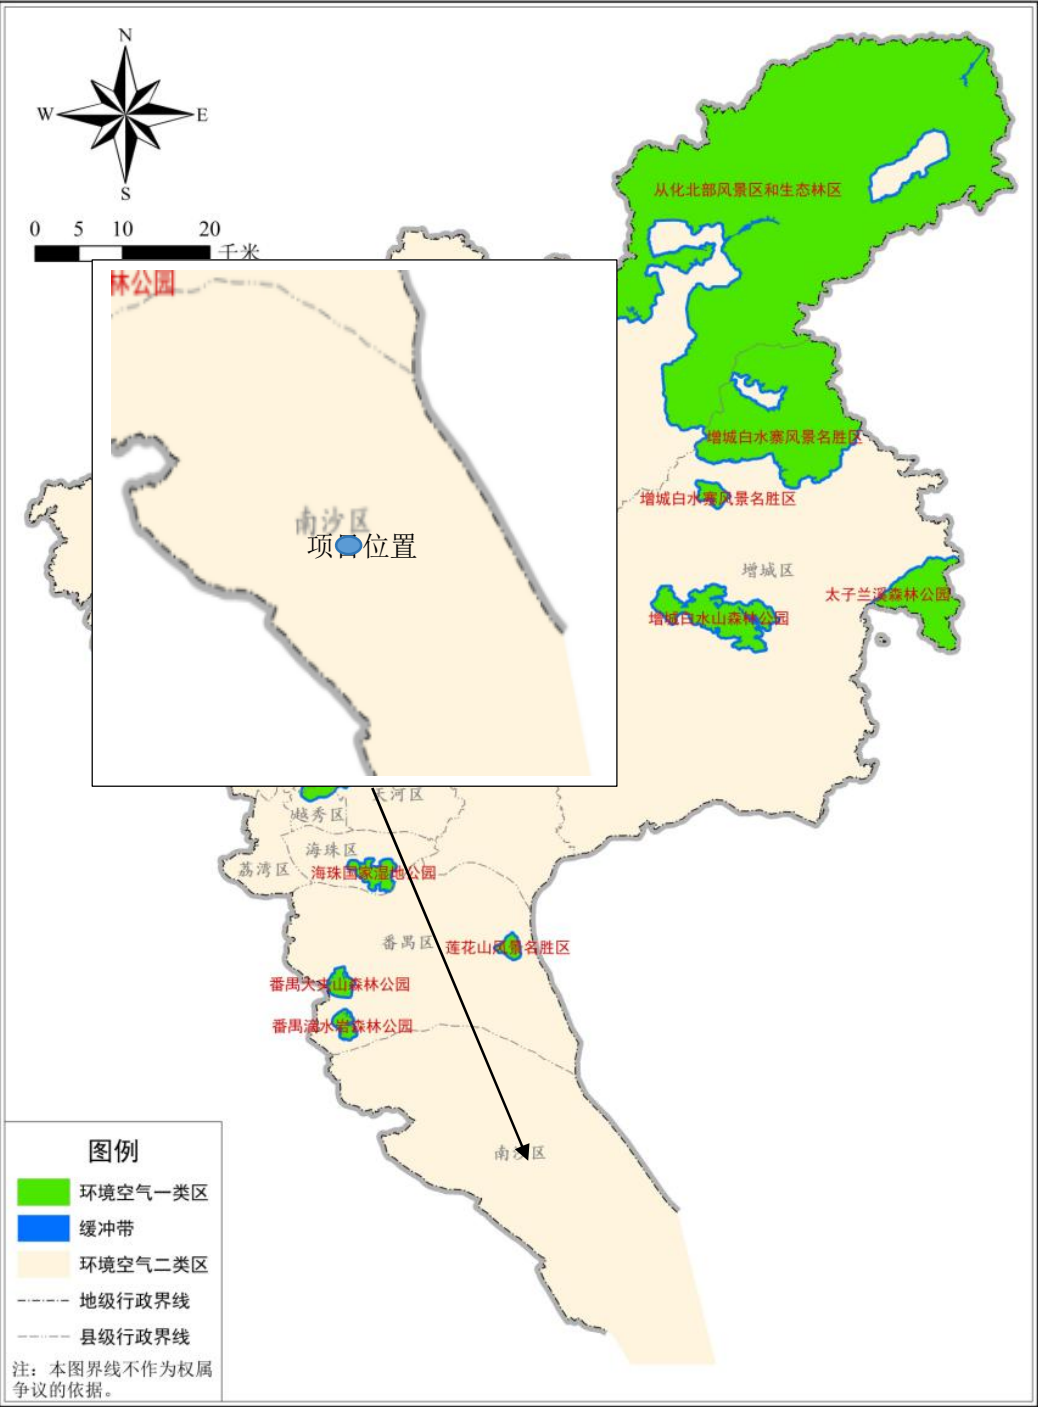 N
W
E
S
0 5 10 20
千米
从化北部风景区和生态林区
林公园
增城白水寨风景名胜区
增城白水寨风景名胜区
南沙区
项目位置
增城区
太子兰溪森林公园
增城白水山森林公园
天河区
越秀区
海珠区
荔湾区
海珠国家湿地公园
番禺区
莲花山风景名胜区
番禺大夫山森林公园
番禺滴水岩森林公园
南沙区
图例
环境空气一类区
缓冲带
环境空气二类区
地级行政界线
县级行政界线
注：本图界线不作为权属
争议的依据。